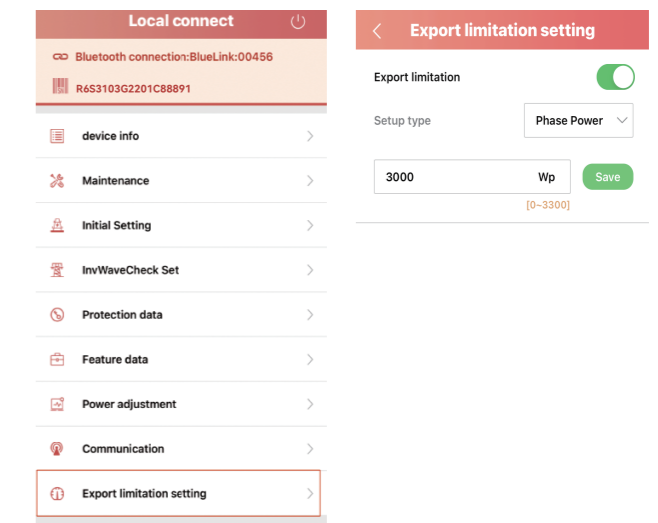 Local connect
Bluetooth connection:BlueLink:00456
R6S3103G2201C88891
device info
Maintenance
Initial Setting
InvWaveCheck Set
Protection data
Feature data
Power adjustment
Communication
Export limitation setting
Export limitation setting
Export limitation
Setup type Phase Power
3000 Wp Save
[0~3300]